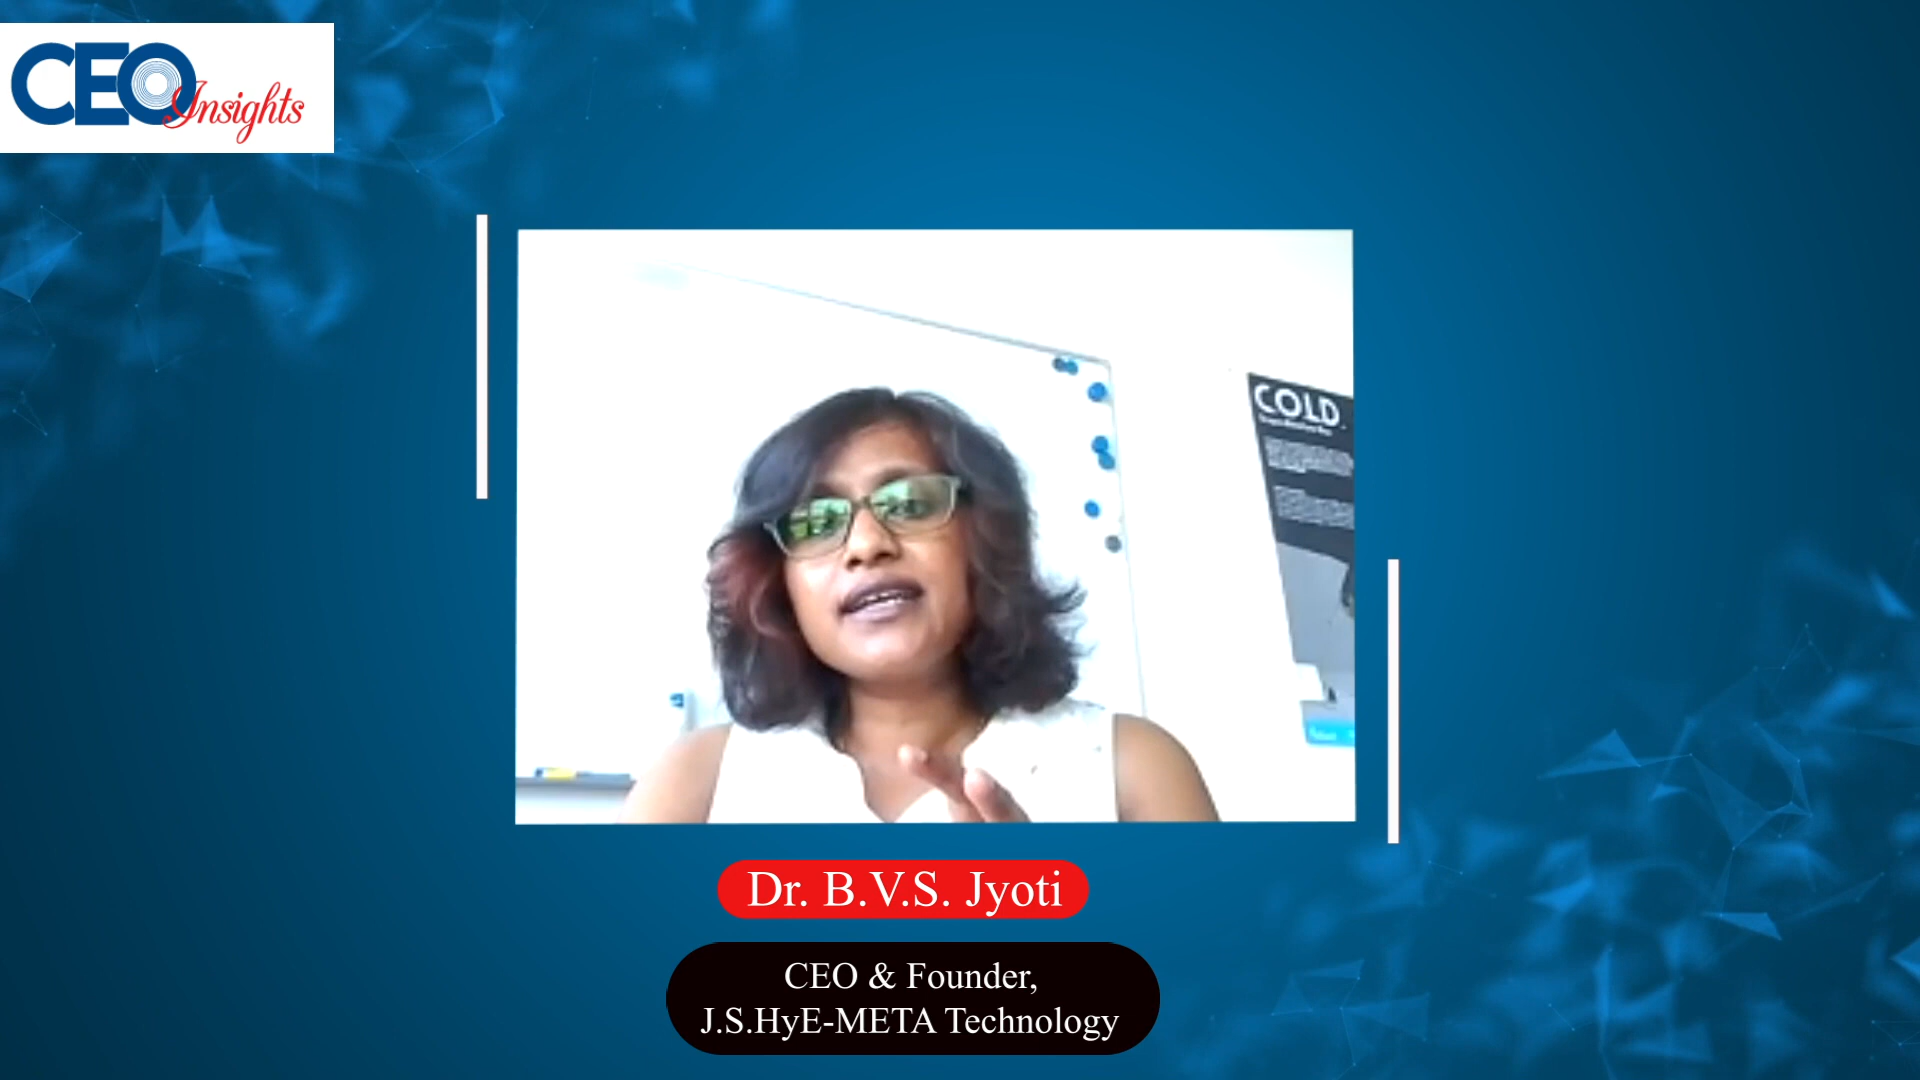 CEO Insights
COLD
Dr. B.V.S. Jyoti
CEO & Founder,
J.S.HyE-META Technology